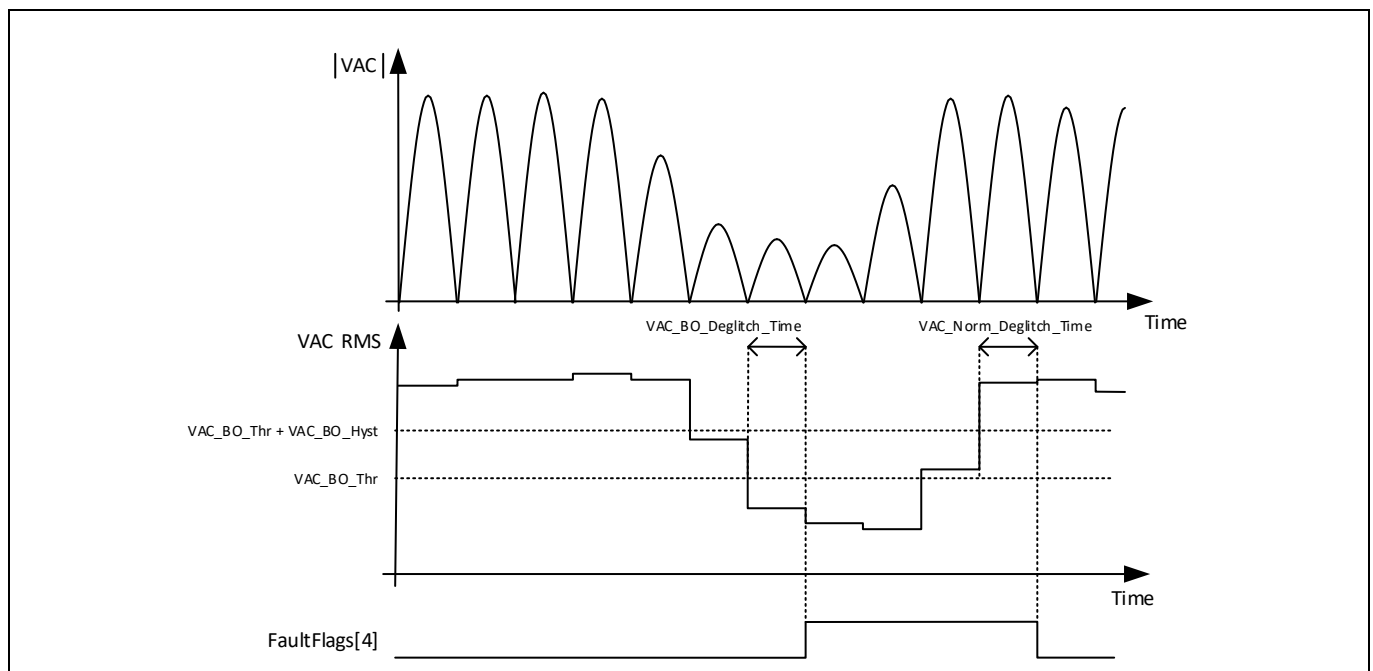 |VAC|
Time
VAC_BO_Deglitch_Time
VAC_Norm_Deglitch_Time
VAC RMS
VAC_BO_Thr + VAC_BO_Hyst
VAC_BO_Thr
Time
FaultFlags[4]